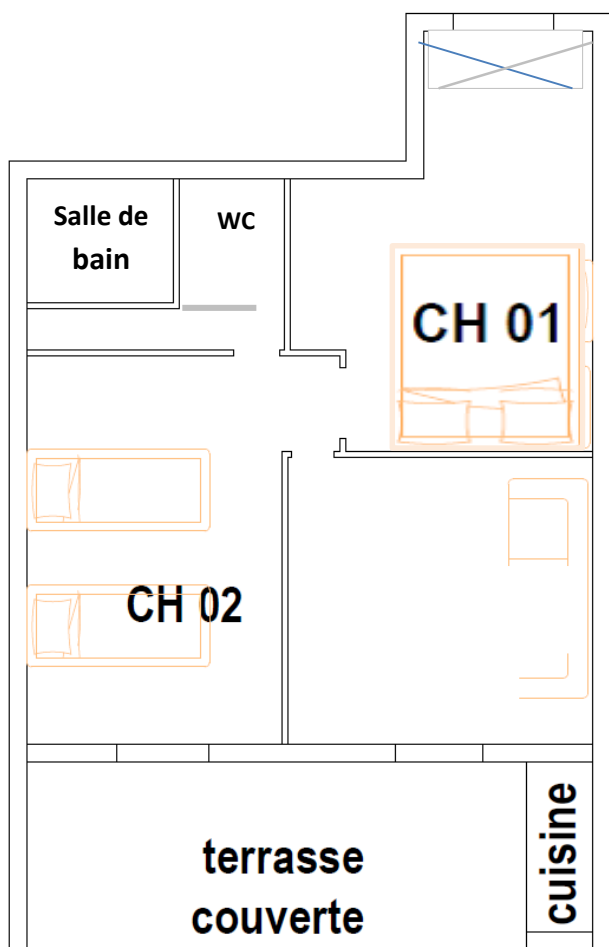 Salle de
bain
WC
CH 01
CH 02
terrasse
couverte
cuisine